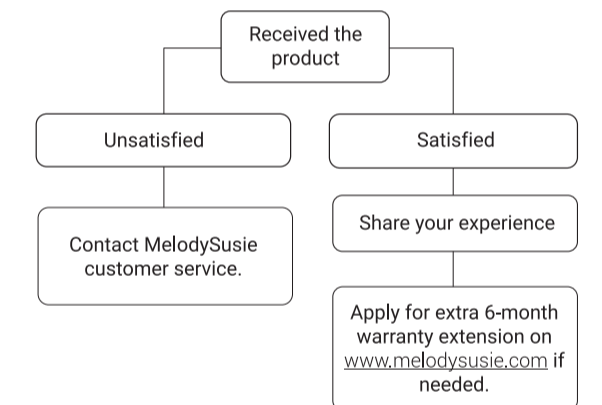 Received the
product
Unsatisfied
Satisfied
Contact MelodySusie
customer service.
Share your experience
Apply for extra 6-month
warranty extension on
www.melodysusie.com if
needed.